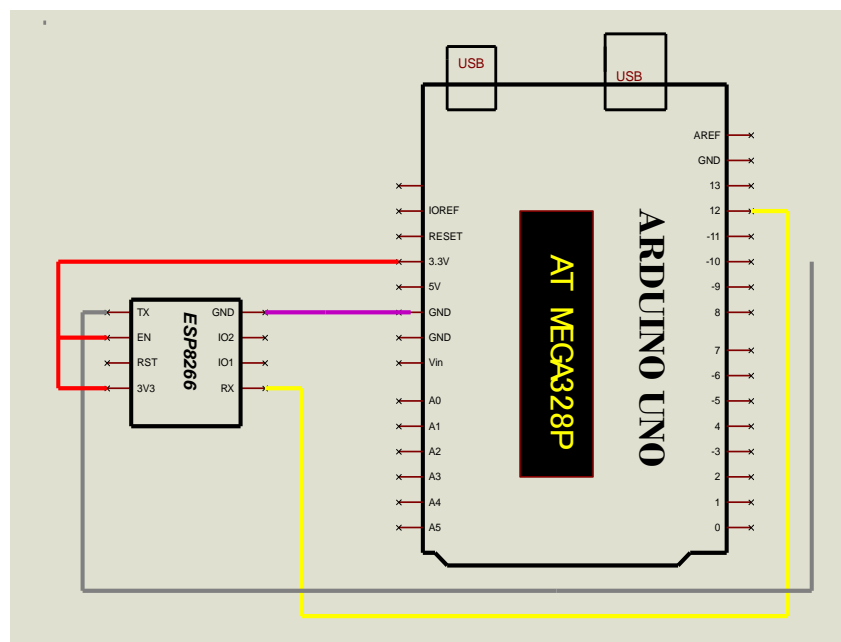 USB
USB
AREF
GND
13
12
-11
-10
-9
8
7
-6
-5
4
-3
2
1
0
IOREF
RESET
3.3V
5V
GND
GND
Vin
A0
A1
A2
A3
A4
A5
AT MEGA328P
ARDUINO UNO
TX
EN
RST
3V3
ESP8266
GND
IO2
IO1
RX